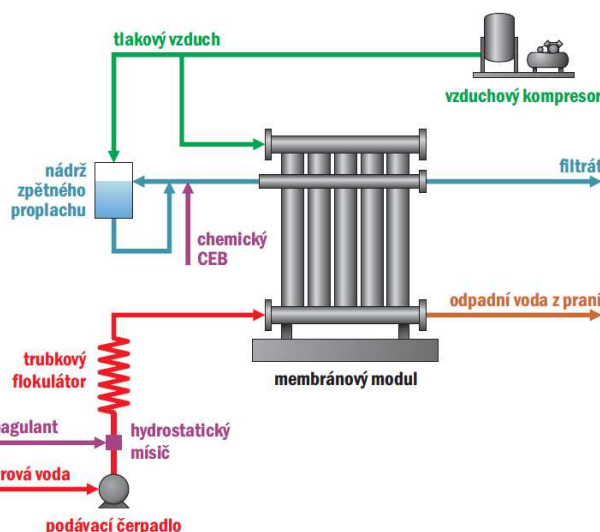 tlakový vzduch
vzduchový kompresor
nádrž
zpětného
proplachu
filtrát
chemický
CEB
odpadní voda z praní
trubkový
flokulátor
membránový modul
agulant
hydrostatický
mísič
rová voda
podávací čerpadlo